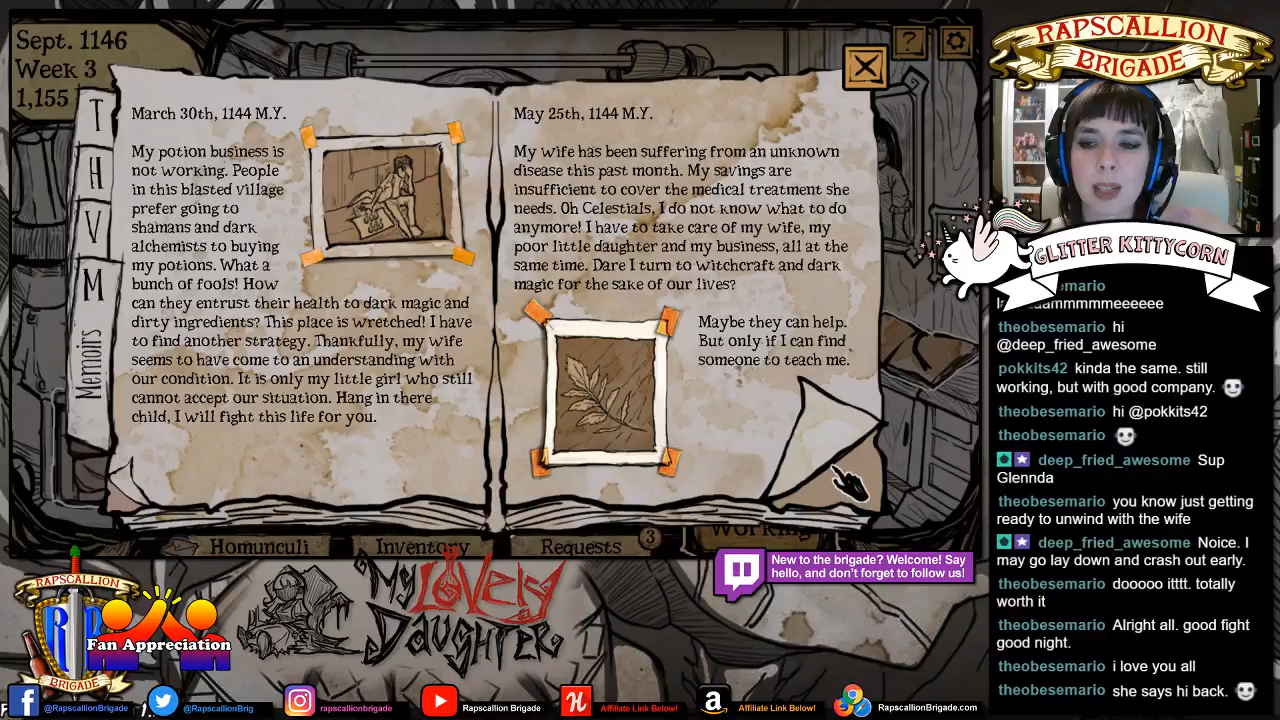 Sept. 1146
Week 3
1,155
T
H
V
M
Memoirs
March 30th, 1144 M.Y.
My potion business is
not working. People
in this blasted village
prefer going to
shamans and dark
alchemists to buying
my potions. What a
bunch of fools! How
can they entrust their health to dark magic and
dirty ingredients? This place is wretched! I have
to find another strategy. Thankfully, my wife
seems to have come to an understanding with
our condition. It is only my little girl who still
cannot accept our situation. Hang in there
child, I will fight this life for you.
May 25th, 1144 M.Y.
My wife has been suffering from an unknown
disease this past month. My savings are
insufficient to cover the medical treatment she
needs. Oh Celestials, I do not know what to do
anymore! I have to take care of my wife, my
poor little daughter and my business, all at the
same time. Dare I turn to witchcraft and dark
magic for the sake of our lives?
Maybe they can help.
But only if I can find
someone to teach me.
?
Homunculi
Inventory
Requests
3
Working
My Lovely
Daughter
New to the brigade? Welcome! Say
hello, and don't forget to follow us!
RAPSCALLION
BRIGADE
Fan Appreciation
RAPSCALLION
BRIGADE
GLITTER KITTYCORN
theobesemario hi
@deep_fried_awesome
pokkits42 kinda the same. still
working, but with good company.
theobesemario hi @pokkits42
theobesemario
deep_fried_awesome Sup
Glennda
theobesemario you know just getting
ready to unwind with the wife
deep_fried_awesome Noice. I
may go lay down and crash out early.
theobesemario dooooo itttt. totally
worth it
theobesemario Alright all. good fight
good night.
theobesemario i love you all
theobesemario she says hi back.
@RapscallionBrigade
@RapscallionBrig
rapscallionbrigade
Rapscallion Brigade
Affiliate Link Below!
Affiliate Link Below!
RapscallionBrigade.com